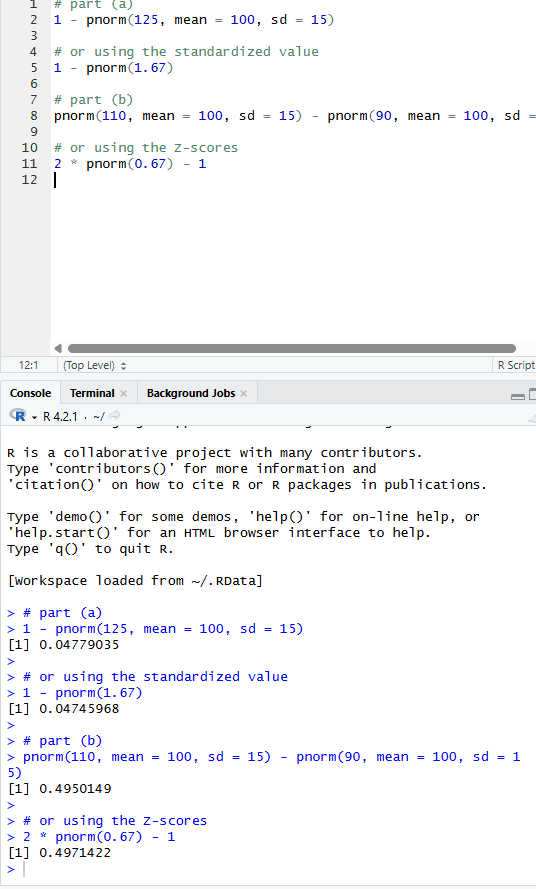 1 # part (a)
2 1 - pnorm(125, mean = 100, sd = 15)
3
4 # or using the standardized value
5 1 - pnorm(1.67)
6
7 # part (b)
8 pnorm(110, mean = 100, sd = 15) - pnorm(90, mean = 100, sd =
9
10 # or using the Z-scores
11 2 * pnorm(0.67) - 1
12
12:1 (Top Level) R Script
Console Terminal Background Jobs
R 4.2.1 · ~/
R is a collaborative project with many contributors.
Type 'contributors()' for more information and
'citation()' on how to cite R or R packages in publications.
Type 'demo()' for some demos, 'help()' for on-line help, or
'help.start()' for an HTML browser interface to help.
Type 'q()' to quit R.
[Workspace loaded from ~/.RData]
> # part (a)
> 1 - pnorm(125, mean = 100, sd = 15)
[1] 0.04779035
>
> # or using the standardized value
> 1 - pnorm(1.67)
[1] 0.04745968
>
> # part (b)
> pnorm(110, mean = 100, sd = 15) - pnorm(90, mean = 100, sd = 1
5)
[1] 0.4950149
>
> # or using the Z-scores
> 2 * pnorm(0.67) - 1
[1] 0.4971422
>